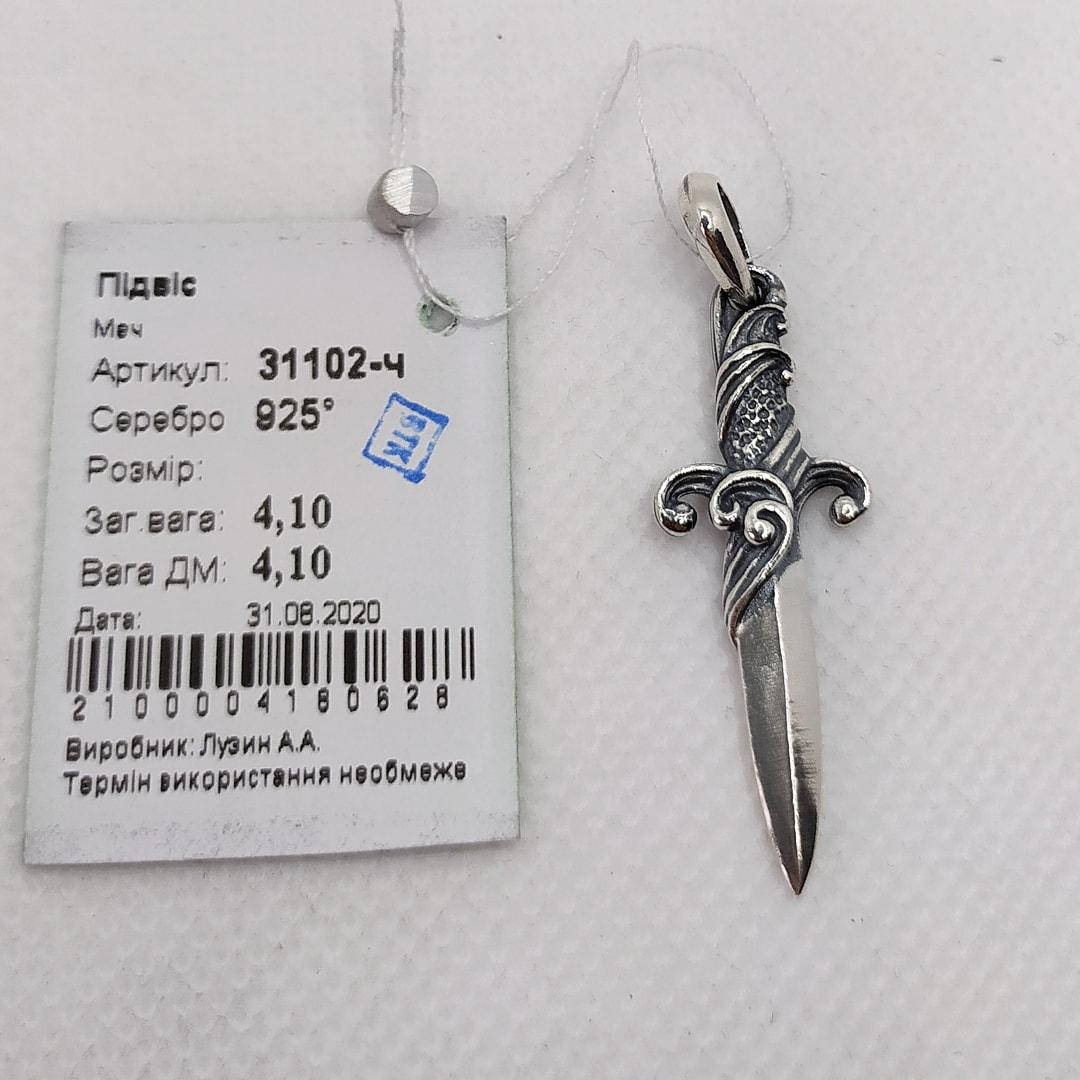 Підвіс
Меч
Артикул: 31102-ч
Серебро 925°
ВТК
Розмір:
Заг.вага: 4,10
Вага ДМ: 4,10
Дата: 31.08.2020
2100004180628
Виробник: Лузин А.А.
Термін використання необмеже